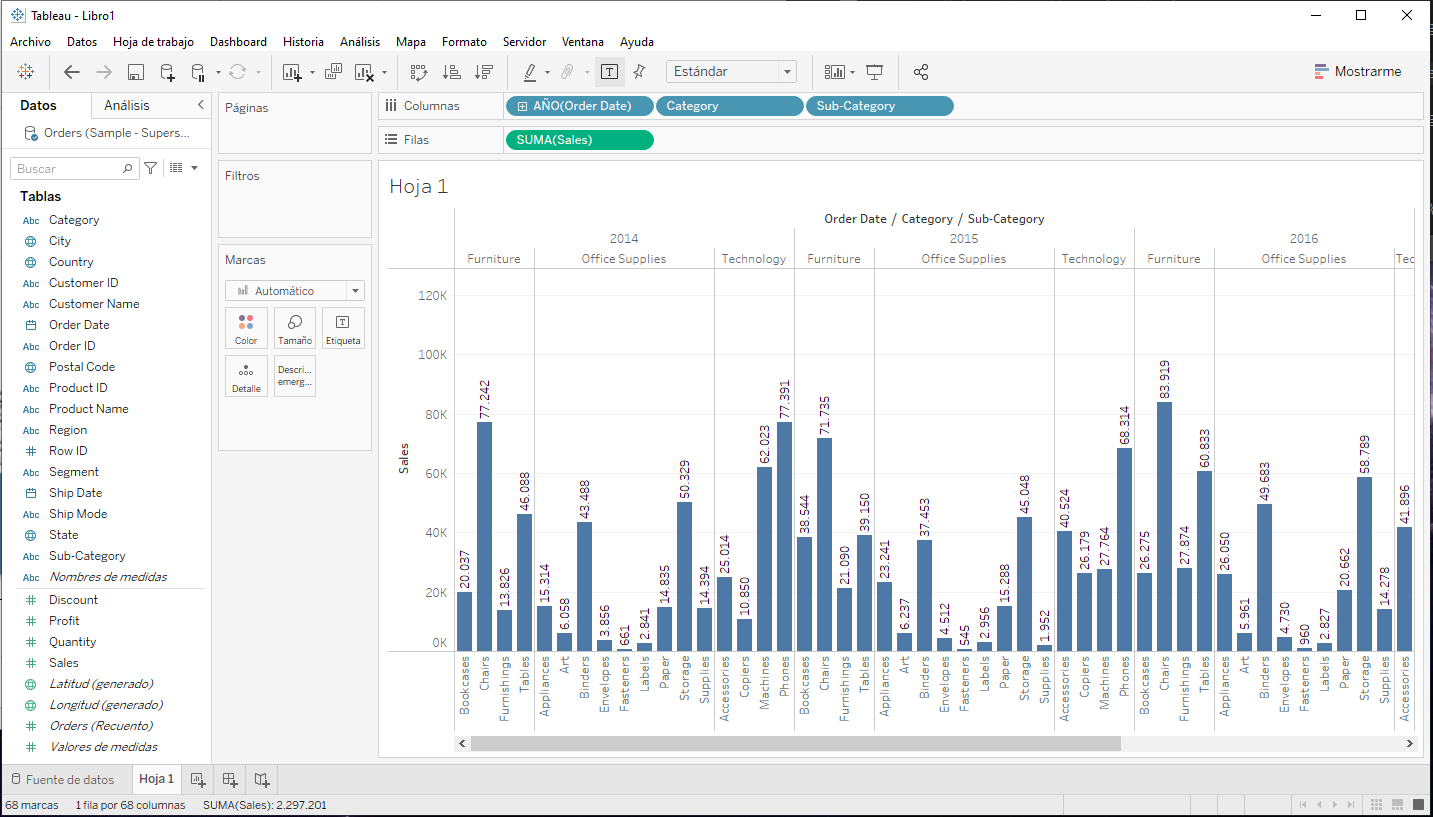 Tableau - Libro1
Archivo Datos Hoja de trabajo Dashboard Historia Análisis Mapa Formato Servidor Ventana Ayuda
Estándar
Mostrarme
Datos
Análisis
Orders (Sample - Supers...
Buscar
Tablas
Abc Category
City
Country
Abc Customer ID
Abc Customer Name
Order Date
Abc Order ID
Postal Code
Abc Product ID
Abc Product Name
Abc Region
Row ID
Abc Segment
Ship Date
Abc Ship Mode
State
Abc Sub-Category
Abc Nombres de medidas
Discount
Profit
Quantity
Sales
Latitud (generado)
Longitud (generado)
Orders (Recuento)
Valores de medidas
Páginas
Filtros
Marcas
Automático
Color
Tamaño
T
Etiqueta
Detalle
Descri...
emerg...
Columns
AÑO(Order Date)
Category
Sub-Category
Filas
SUMA(Sales)
Hoja 1
Order Date / Category / Sub-Category
2014 2015 2016
Furniture Office Supplies Technology Furniture Office Supplies Technology Furniture Office Supplies Tec
Sales
120K
100K
80K
60K
40K
20K
0K
20.037 77.242 13.826 46.088 15.314 6.058 43.488 3.856 661 2.841 14.835 50.329 14.394 25.014 10.850 62.023 77.391 38.544 71.735 21.090 39.150 23.241 6.237 37.453 4.512 545 2.956 15.288 45.048 1.952 40.524 26.179 27.764 68.314 26.275 83.919 27.874 60.833 26.050 5.961 49.683 4.730 960 2.827 20.662 58.789 14.278 41.896
Bookcases Chairs Furnishings Tables Appliances Art Binders Envelopes Fasteners Labels Paper Storage Supplies Accessories Copiers Machines Phones Bookcases Chairs Furnishings Tables Appliances Art Binders Envelopes Fasteners Labels Paper Storage Supplies Accessories Copiers Machines Phones Bookcases Chairs Furnishings Tables Appliances Art Binders Envelopes Fasteners Labels Paper Storage Supplies Accessories
Fuente de datos
Hoja 1
68 marcas 1 fila por 68 columnas SUMA(Sales): 2.297.201